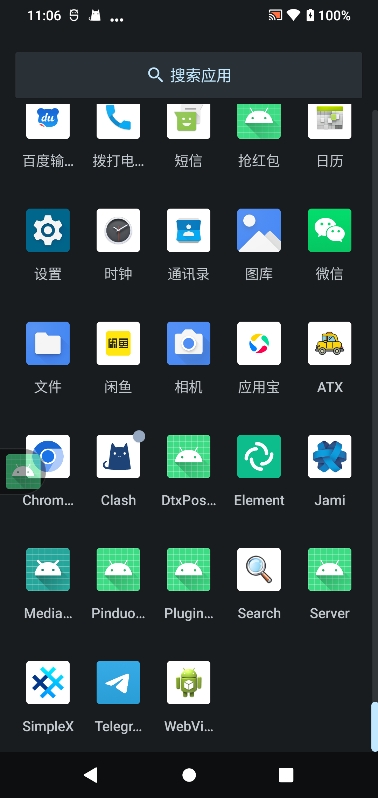 11:06
100%
搜索应用
du
百度输...
拨打电...
短信
抢红包
日历
设置
时钟
通讯录
图库
微信
文件
闲鱼
相机
应用宝
ATX
Chrom...
Clash
DtxPos...
Element
Jami
Media...
Pinduo...
Plugin...
Search
Server
SimpleX
Telegr...
WebVi...